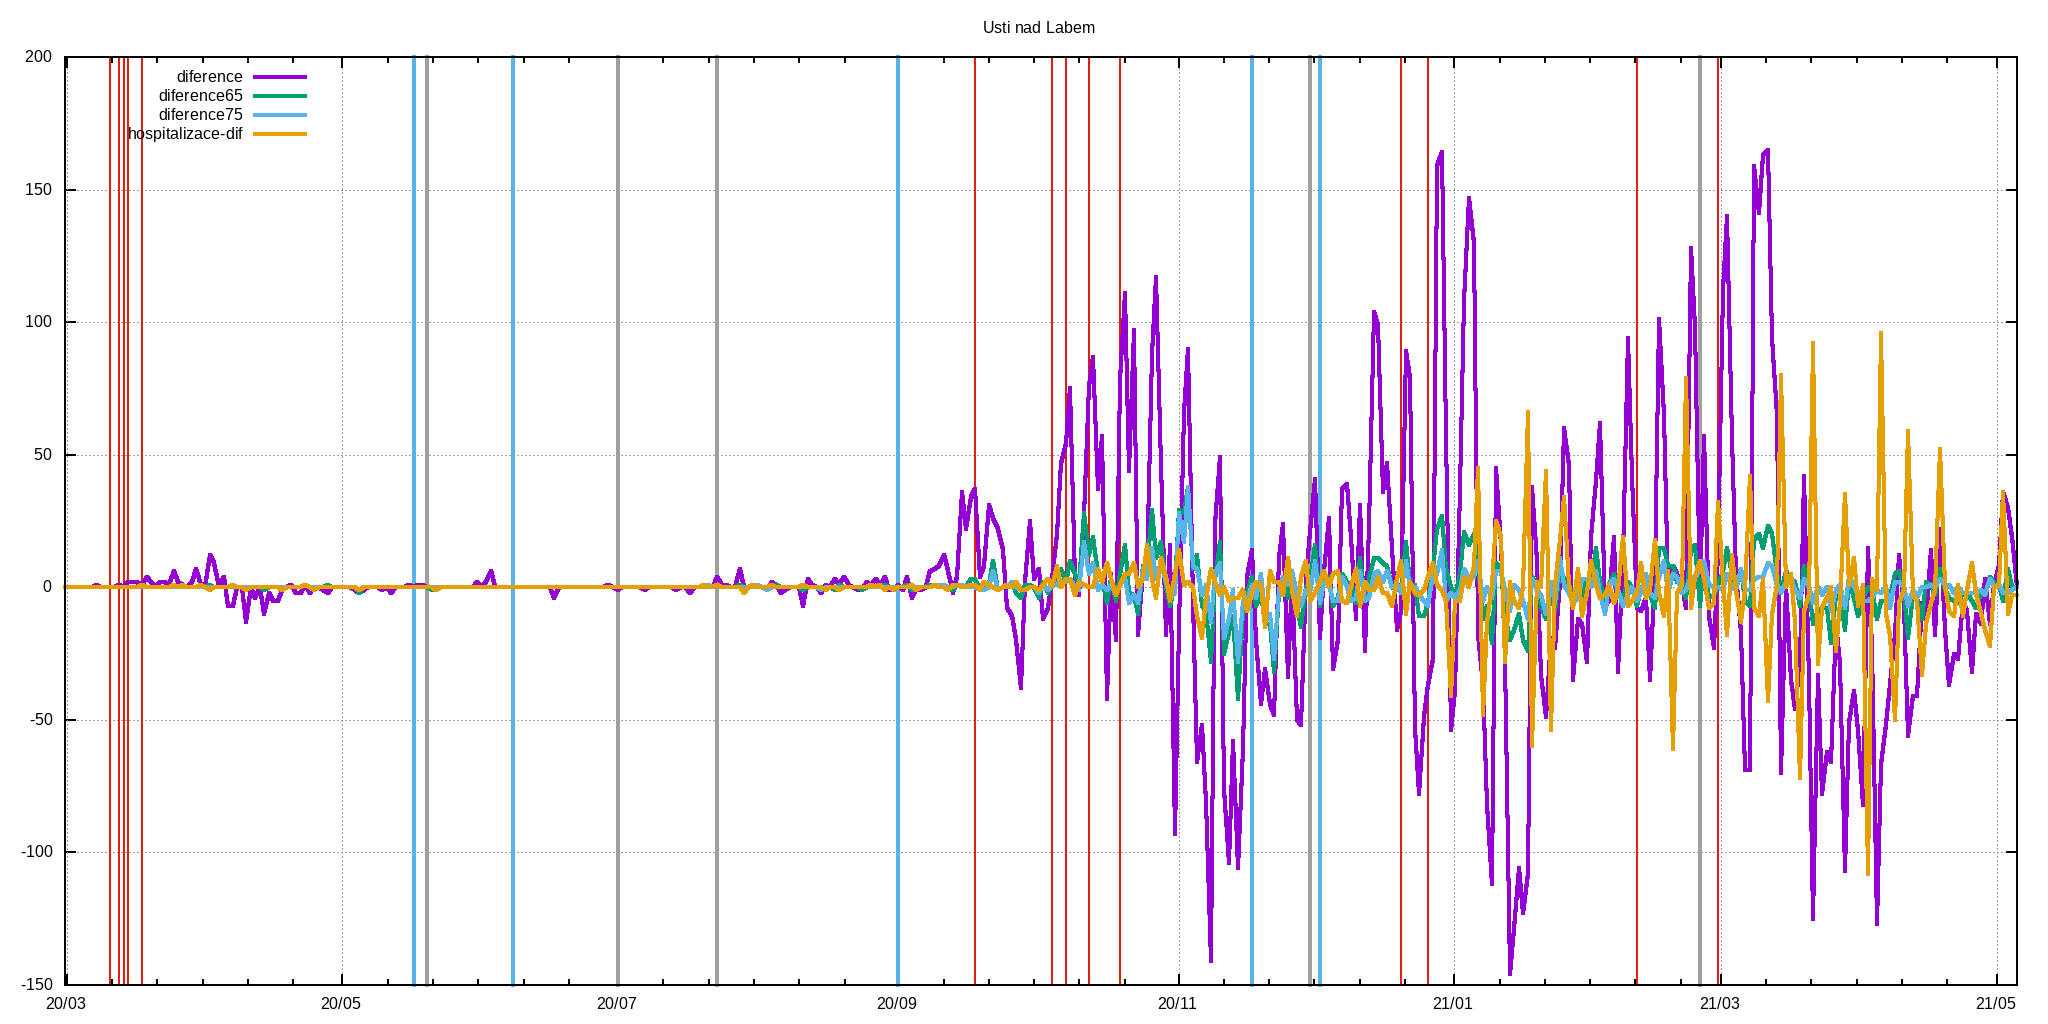 Usti nad Labem
200
150
100
50
0
-50
-100
-150
diference
diference65
diference75
hospitalizace-dif
20/03 20/05 20/07 20/09 20/11 21/01 21/03 21/05